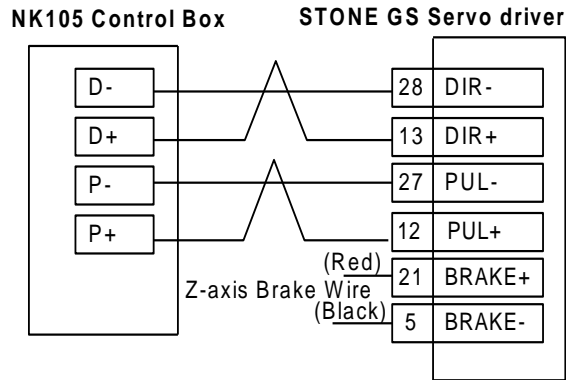 NK105 Control Box
STONE GS Servo driver
D-
28 DIR-
D+
13 DIR+
P-
27 PUL-
P+
12 PUL+
(Red)
21 BRAKE+
Z-axis Brake Wire
(Black)
5 BRAKE-